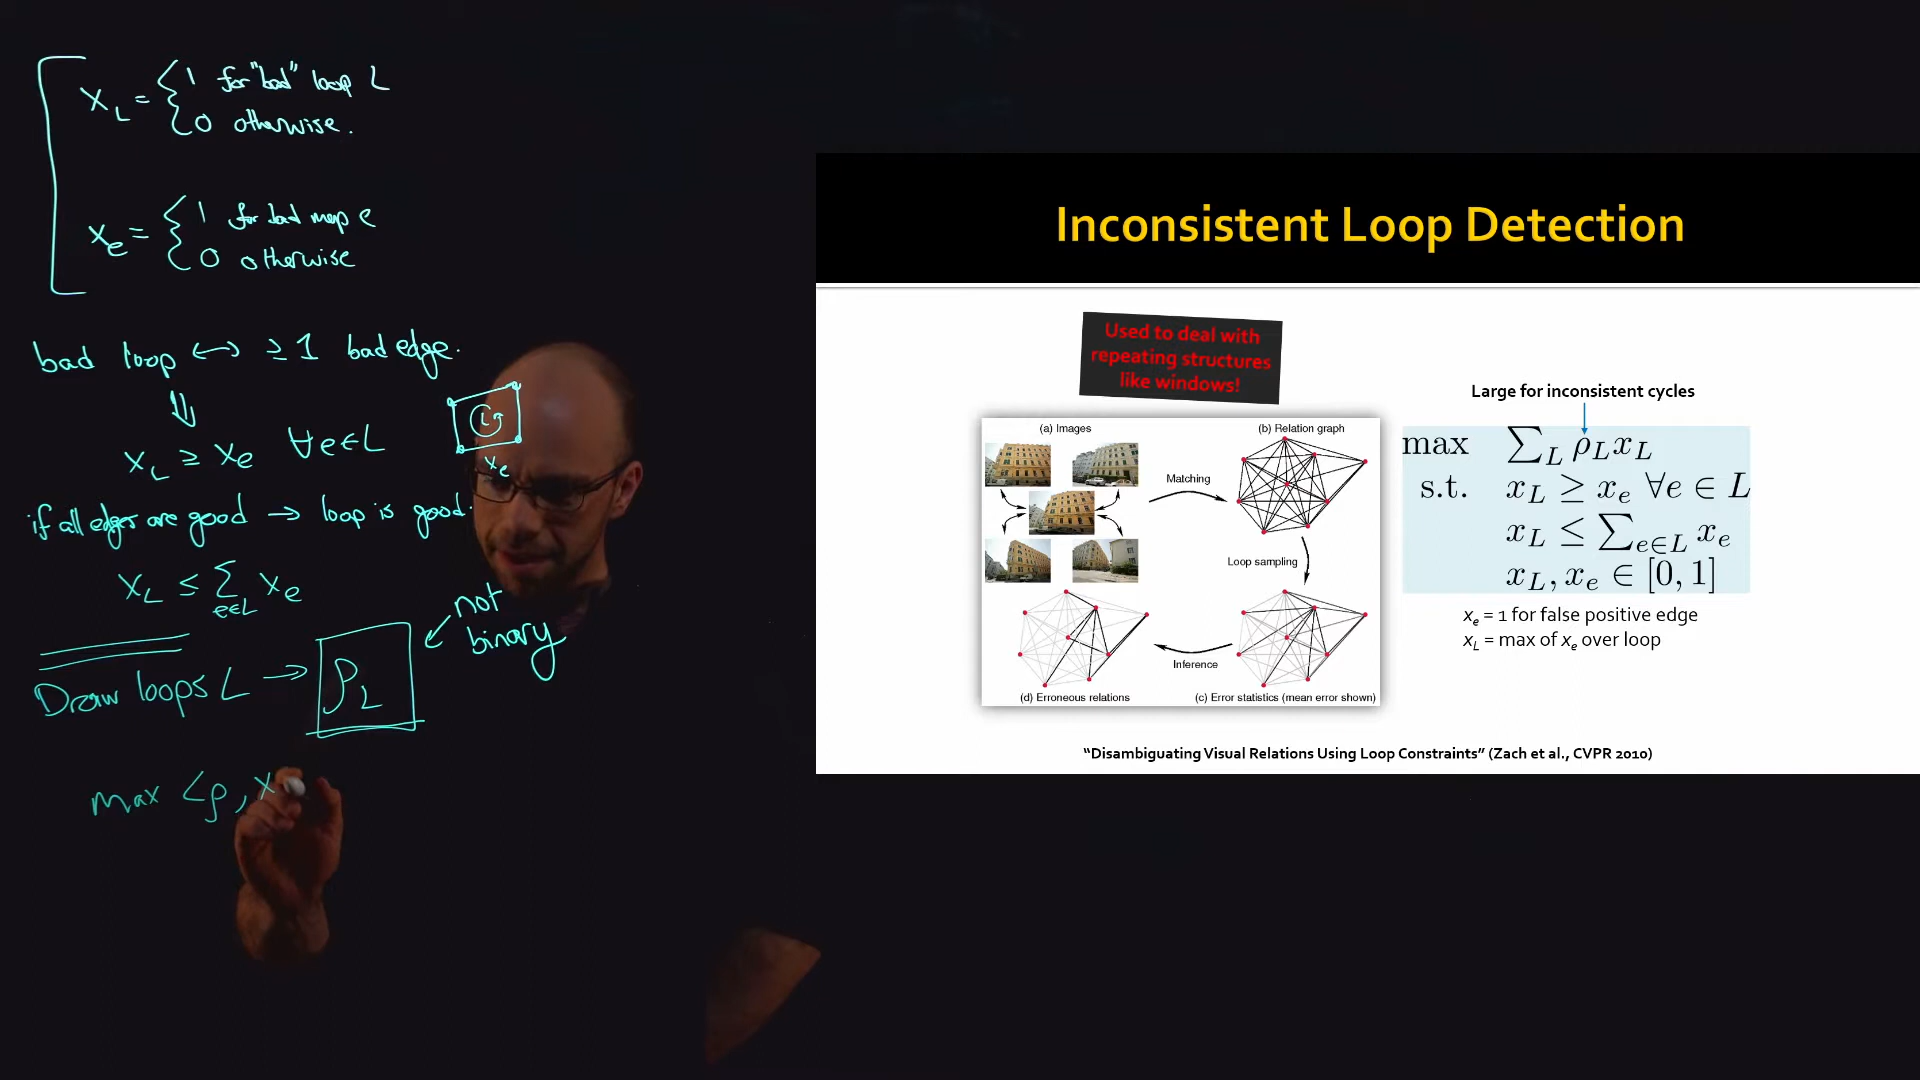 x_L = { 1 for "bad" loop L
0 otherwise.
x_e = { 1 for bad map e
0 otherwise
bad loop ↔ ≥1 bad edge.
⇓
x_L ≥ x_e ∀e∈L
L
x_e
if all edges are good → loop is good.
x_L ≤ ∑_{e∈L} x_e
not
binary
Draw loops L → ρ_L
max <ρ, x
Inconsistent Loop Detection
Used to deal with
repeating structures
like windows!
(a) Images
(b) Relation graph
Matching
Loop sampling
Inference
(d) Erroneous relations
(c) Error statistics (mean error shown)
Large for inconsistent cycles
max ∑_L ρ_L x_L
s.t. x_L ≥ x_e ∀e ∈ L
x_L ≤ ∑_{e∈L} x_e
x_L, x_e ∈ [0, 1]
x_e = 1 for false positive edge
x_L = max of x_e over loop
“Disambiguating Visual Relations Using Loop Constraints” (Zach et al., CVPR 2010)